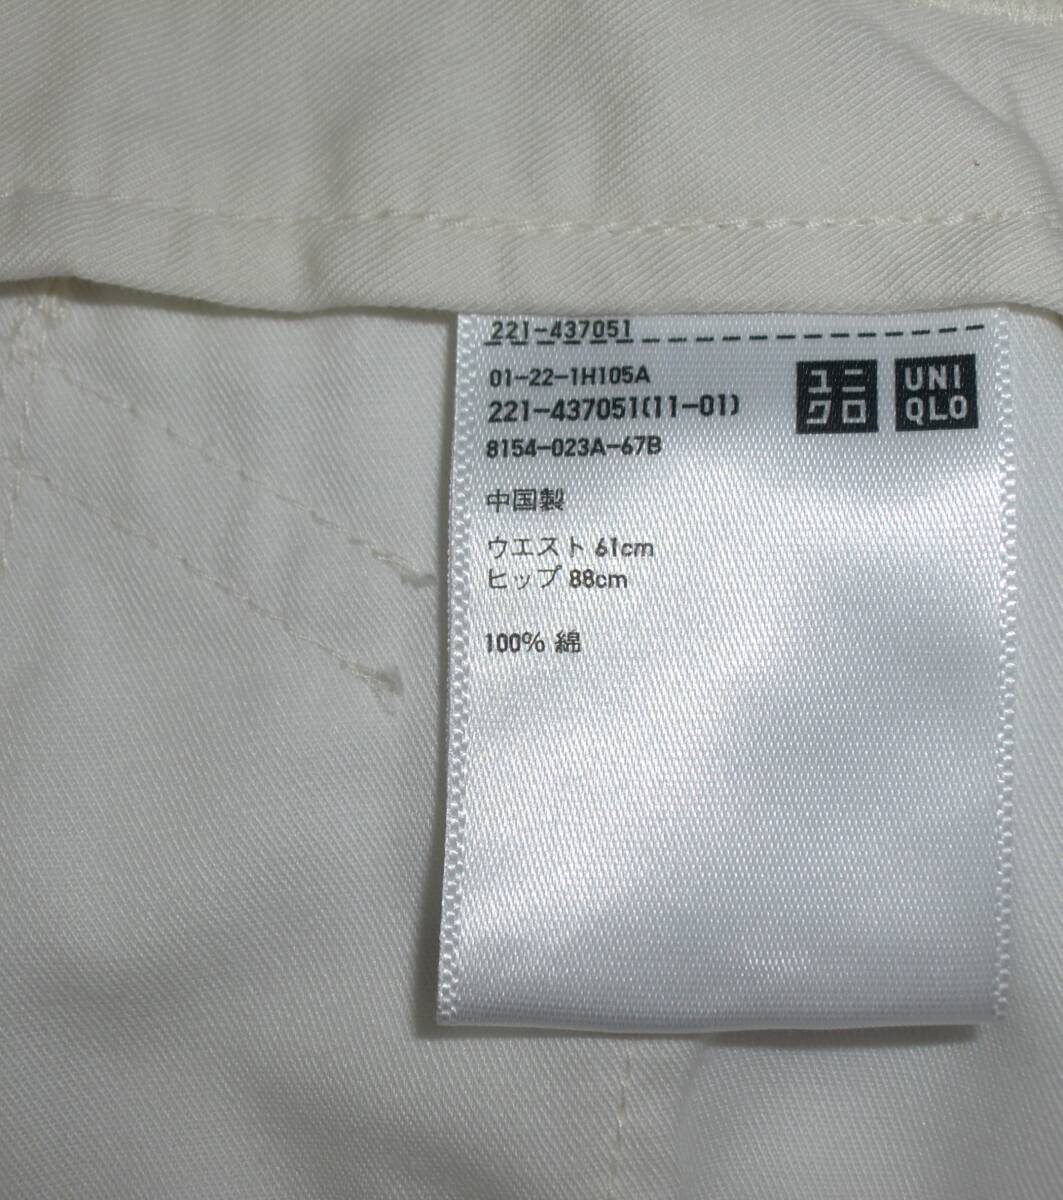 221-437051
01-22-1H105A
221-437051(11-01)
8154-023A-67B
ユニ
クロ
UNI
QLO
中国製
ウエスト 61cm
ヒップ 88cm
100% 綿